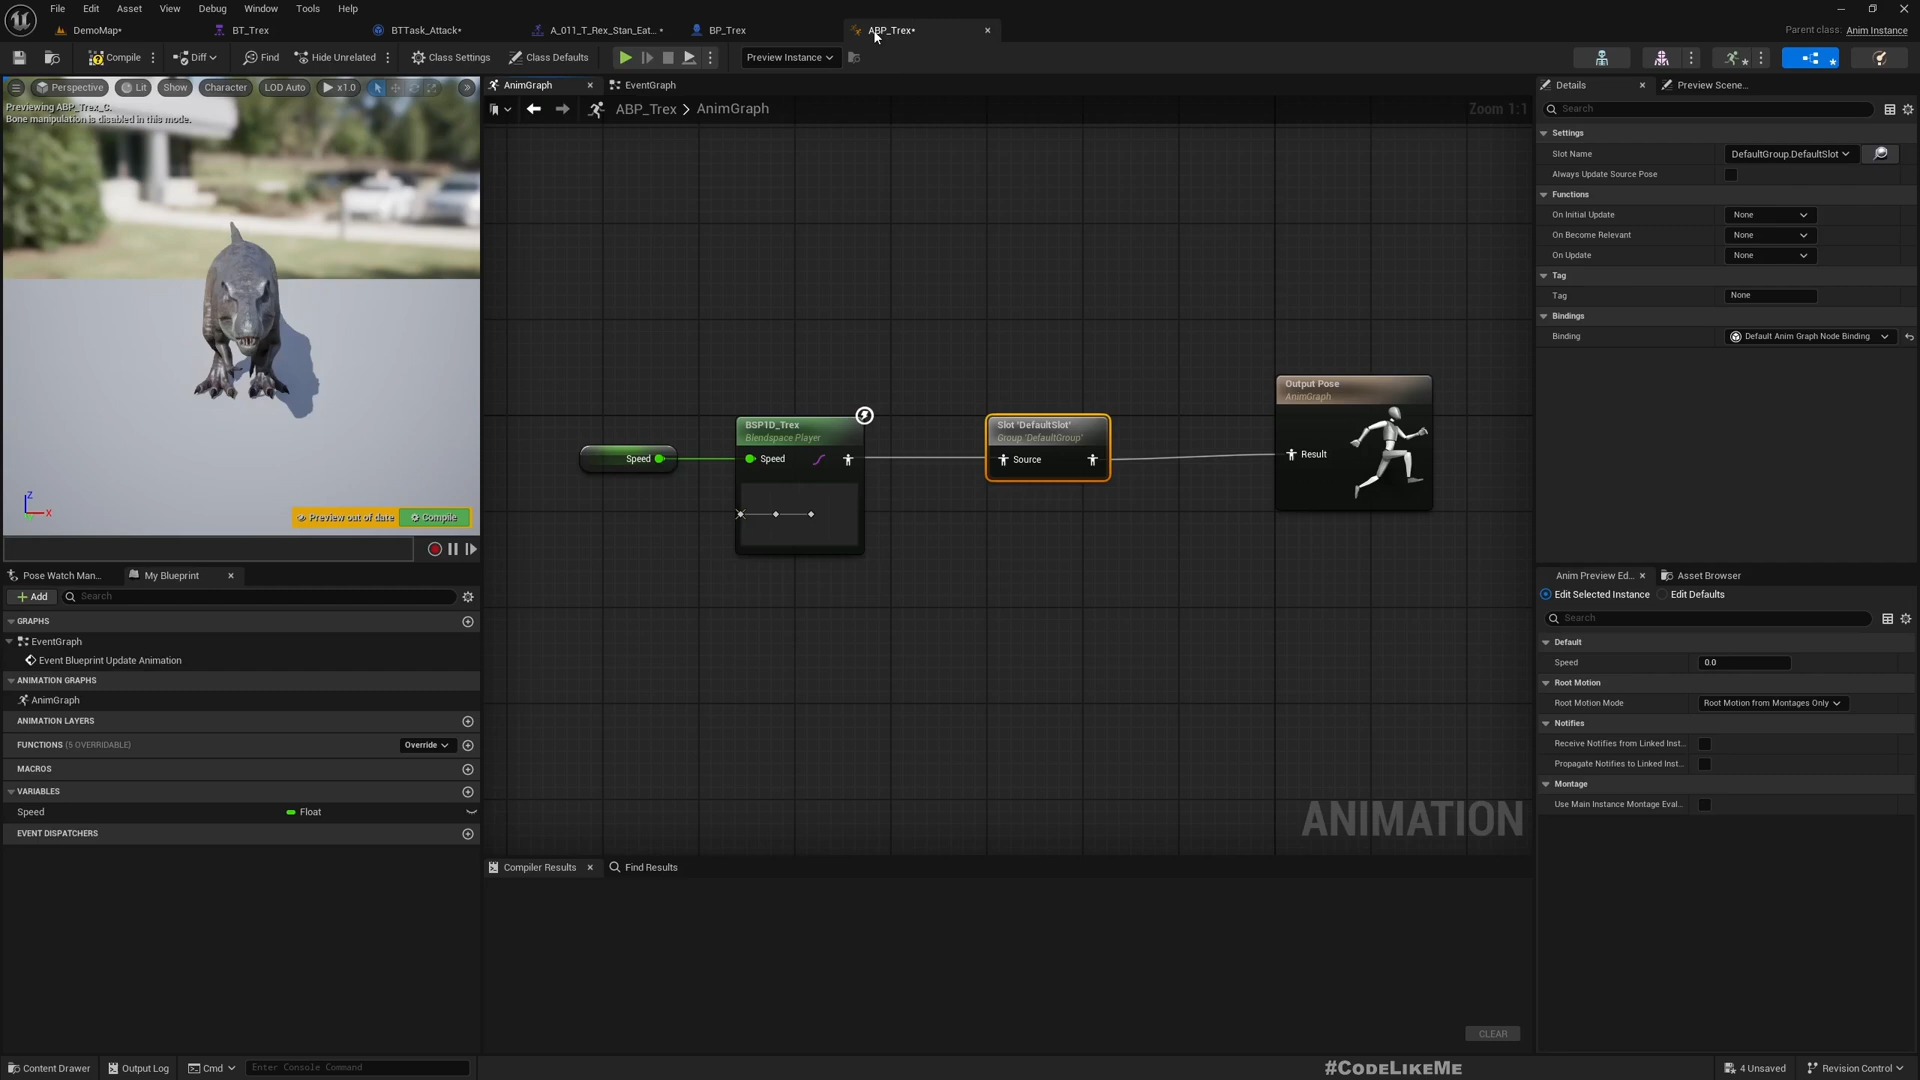 File Edit Asset View Debug Window Tools Help
DemoMap*
BT_Trex
BTTask_Attack*
A_011_T_Rex_Stan_Eat... *
BP_Trex
ABP_Trex*
Parent class: Anim Instance
Compile
Diff
Find
Hide Unrelated
Class Settings
Class Defaults
Preview Instance
Perspective
Lit
Show
Character
LOD Auto
x1.0
Previewing ABP_Trex_C.
Bone manipulation is disabled in this mode.
Z
X
Preview out of date
Compile
AnimGraph
EventGraph
ABP_Trex > AnimGraph
Zoom 1:1
Speed
BSP1D_Trex
Blendspace Player
Speed
Slot 'DefaultSlot'
Group 'DefaultGroup'
Source
Output Pose
AnimGraph
Result
ANIMATION
Pose Watch Man...
My Blueprint
Add
Search
GRAPHS
EventGraph
Event Blueprint Update Animation
ANIMATION GRAPHS
AnimGraph
ANIMATION LAYERS
FUNCTIONS (5 OVERRIDABLE)
Override
MACROS
VARIABLES
Speed
Float
EVENT DISPATCHERS
Compiler Results
Find Results
CLEAR
Details
Preview Scene...
Search
Settings
Slot Name
DefaultGroup.DefaultSlot
Always Update Source Pose
Functions
On Initial Update
None
On Become Relevant
None
On Update
None
Tag
Tag
None
Bindings
Binding
Default Anim Graph Node Binding
Anim Preview Ed...
Asset Browser
Edit Selected Instance
Edit Defaults
Search
Default
Speed
0.0
Root Motion
Root Motion Mode
Root Motion from Montages Only
Notifies
Receive Notifies from Linked Inst...
Propagate Notifies to Linked Inst...
Montage
Use Main Instance Montage Eval...
Content Drawer
Output Log
Cmd
Enter Console Command
#CodeLikeMe
4 Unsaved
Revision Control